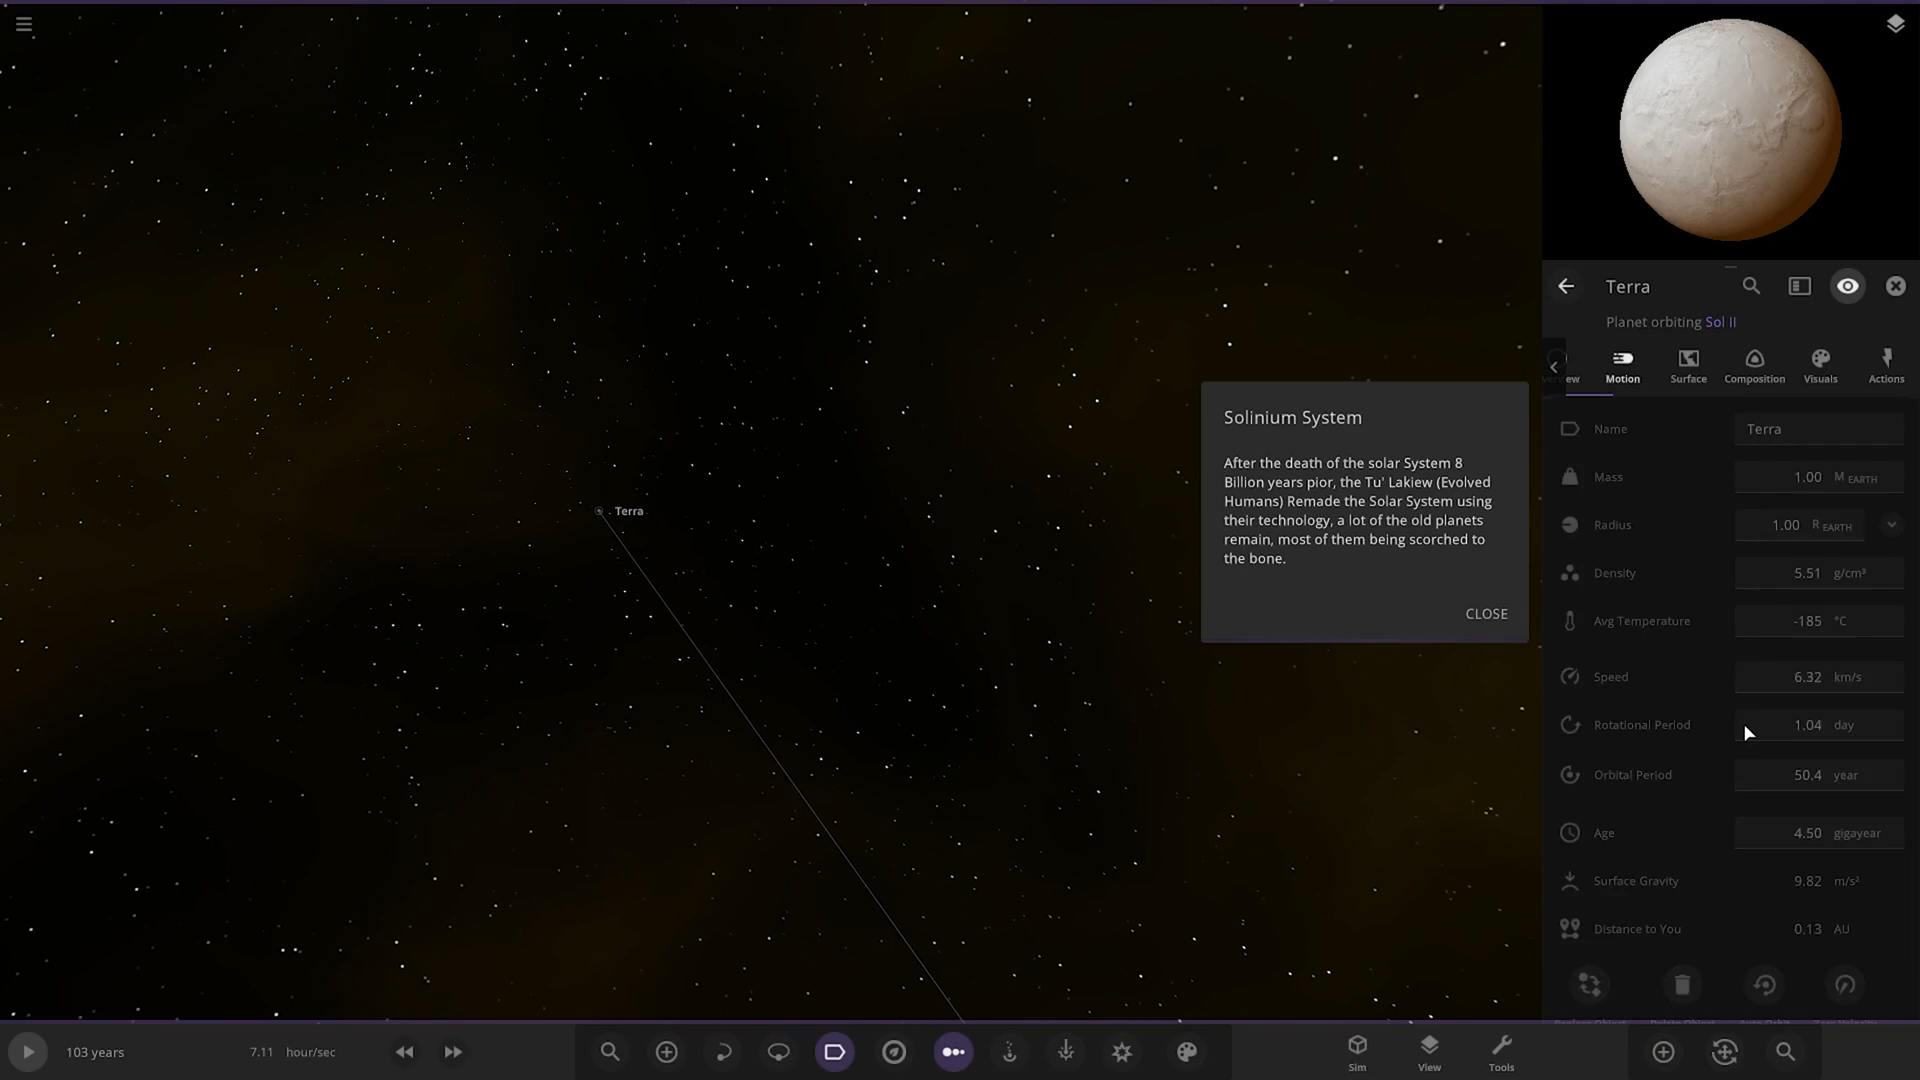 Terra
Solinium System
After the death of the solar System 8
Billion years pior, the Tu' Lakiew (Evolved
Humans) Remade the Solar System using
their technology, a lot of the old planets
remain, most of them being scorched to
the bone.
CLOSE
Terra
Planet orbiting Sol II
Motion
Surface
Composition
Visuals
Actions
Name Terra
Mass 1.00 M EARTH
Radius 1.00 R EARTH
Density 5.51 g/cm³
Avg Temperature -185 °C
Speed 6.32 km/s
Rotational Period 1.04 day
Orbital Period 50.4 year
Age 4.50 gigayear
Surface Gravity 9.82 m/s²
Distance to You 0.13 AU
103 years
7.11 hour/sec
Sim
View
Tools